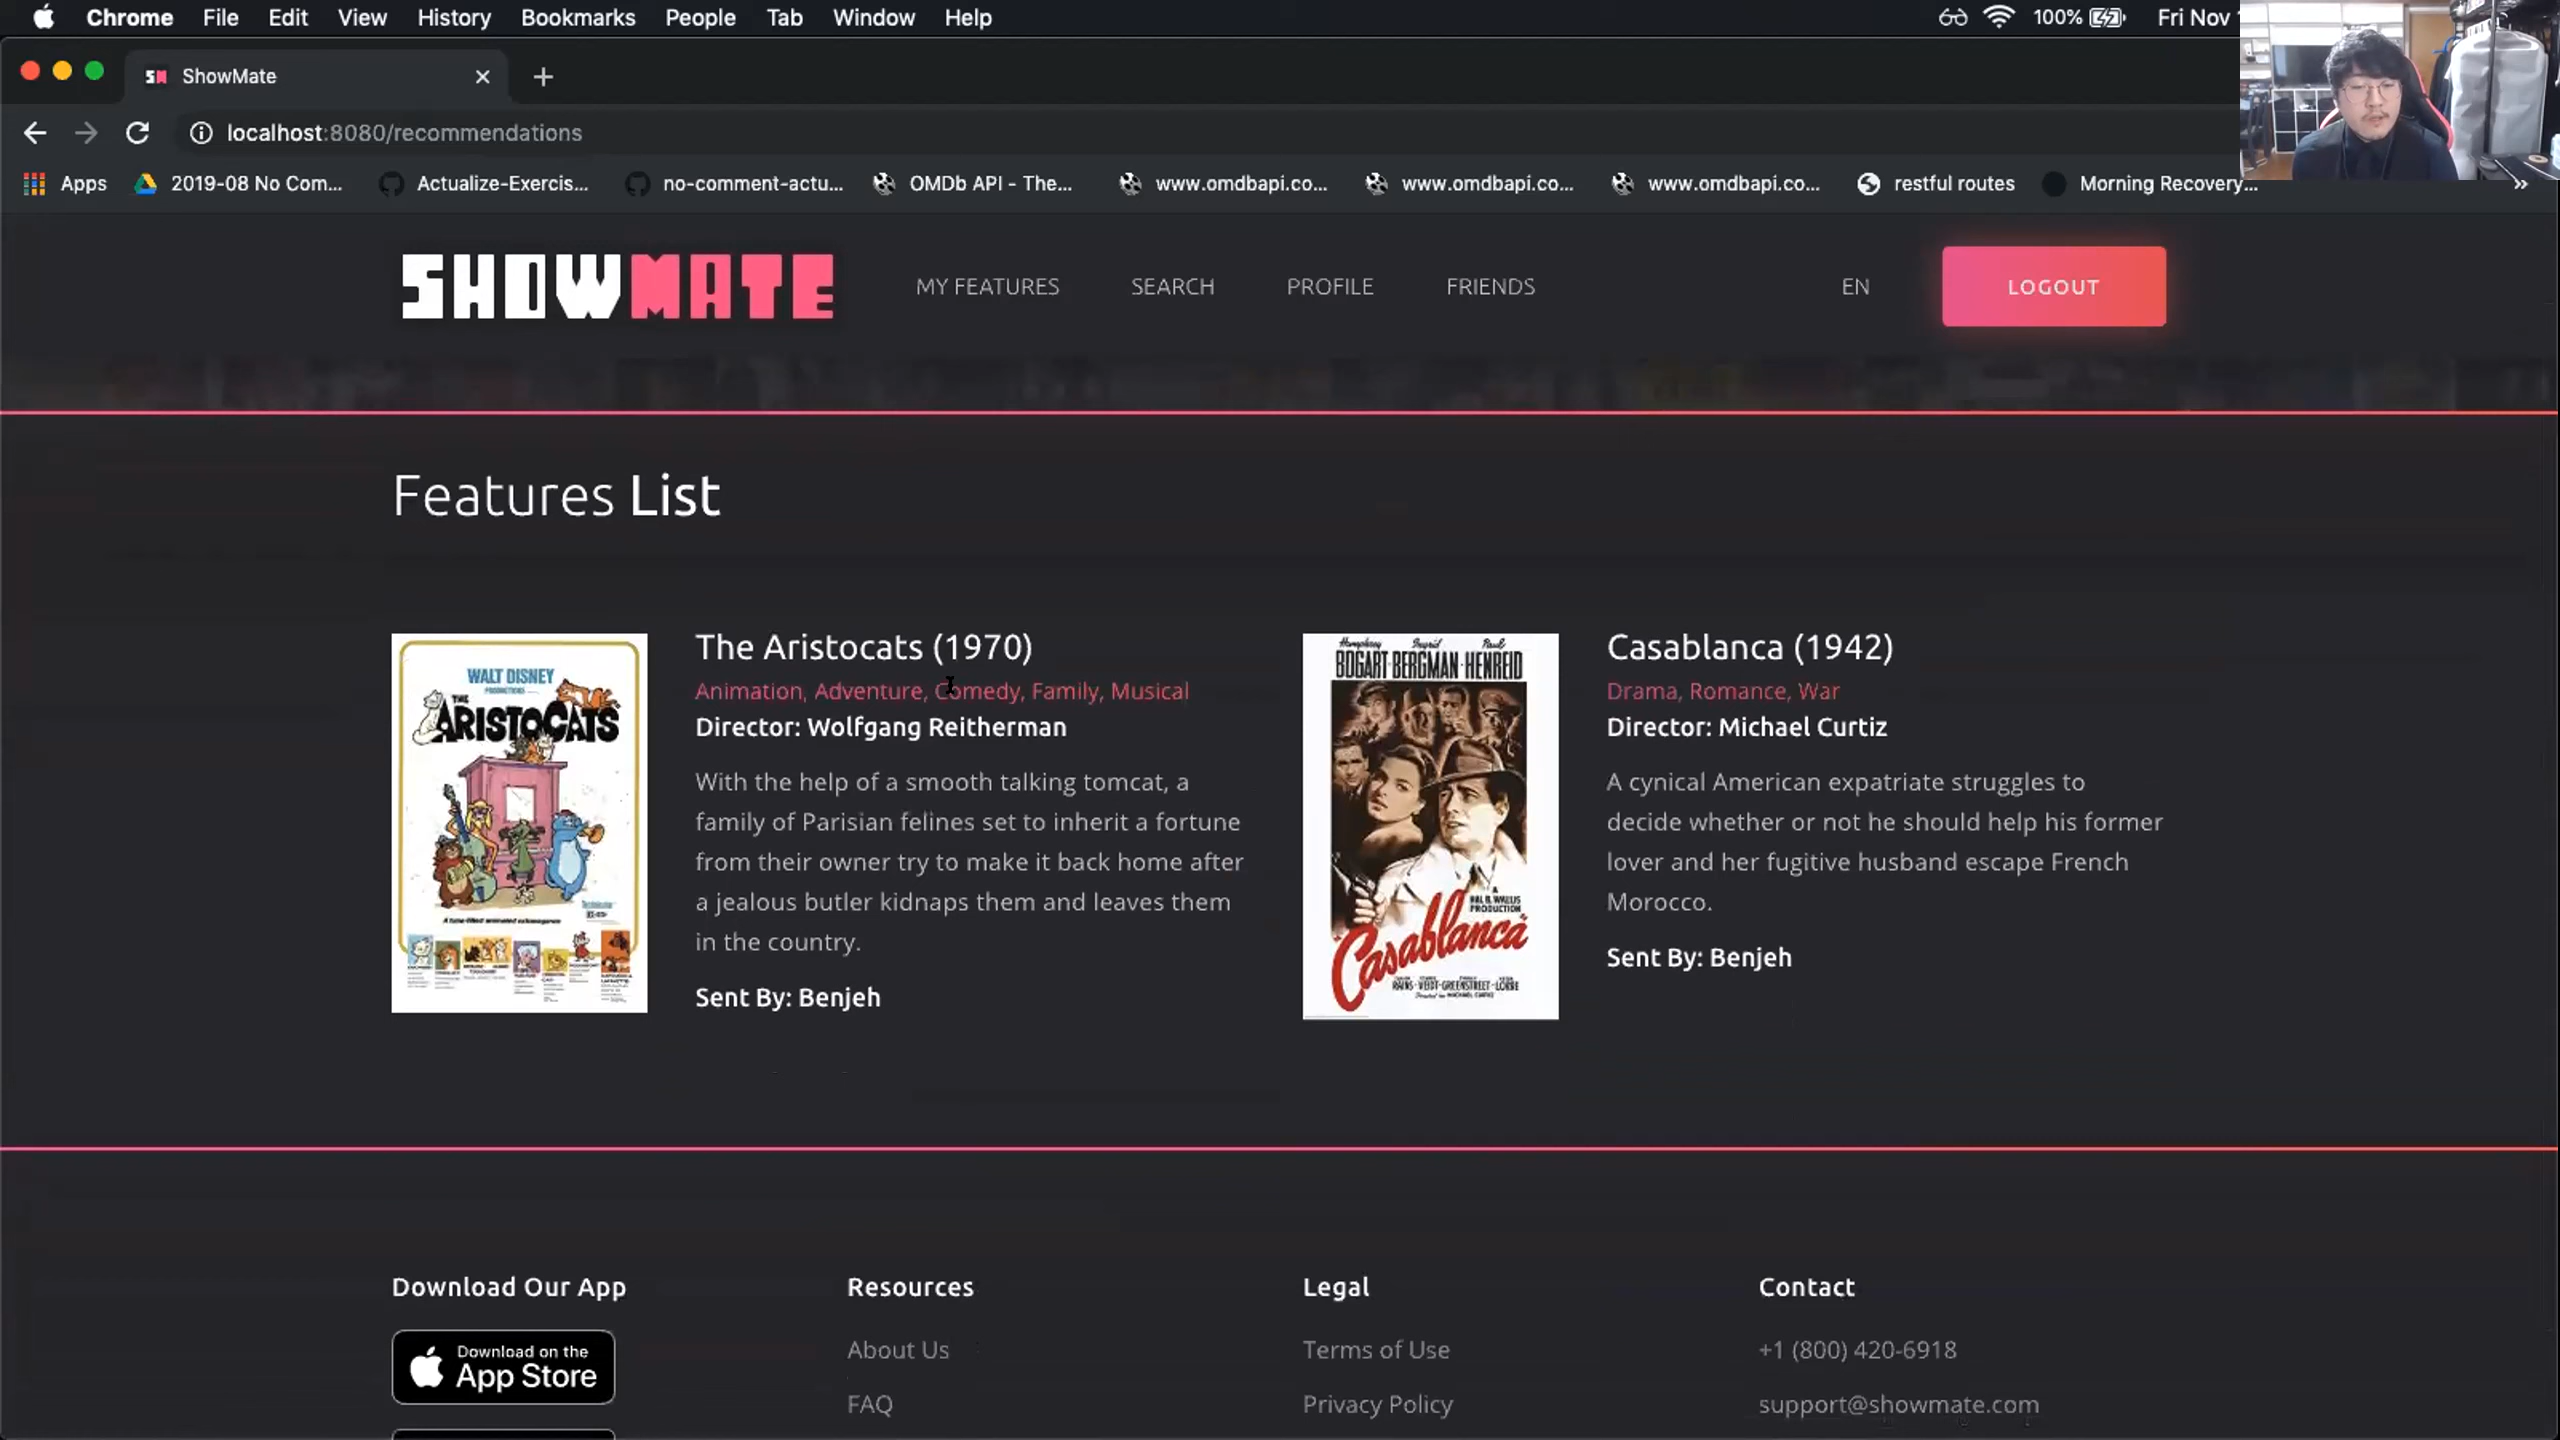 Chrome File Edit View History Bookmarks People Tab Window Help 100% Fri Nov
ShowMate
localhost:8080/recommendations
Apps 2019-08 No Com... Actualize-Exercis... no-comment-actu... OMDb API - The... www.omdbapi.co... www.omdbapi.co... www.omdbapi.co... restful routes Morning Recovery... »
SHOWMATE MY FEATURES SEARCH PROFILE FRIENDS EN LOGOUT
Features List
WALT DISNEY
PRODUCTIONS
THE
ARISTOCATS
The Aristocats (1970)
Animation, Adventure, Comedy, Family, Musical
Director: Wolfgang Reitherman
With the help of a smooth talking tomcat, a
family of Parisian felines set to inherit a fortune
from their owner try to make it back home after
a jealous butler kidnaps them and leaves them
in the country.
Sent By: Benjeh
Humphrey Ingrid Paul
BOGART · BERGMAN · HENREID
A
HAL B. WALLIS
PRODUCTION
Casablanca
Casablanca (1942)
Drama, Romance, War
Director: Michael Curtiz
A cynical American expatriate struggles to
decide whether or not he should help his former
lover and her fugitive husband escape French
Morocco.
Sent By: Benjeh
Download Our App
Download on the
App Store
Resources
About Us
FAQ
Legal
Terms of Use
Privacy Policy
Contact
+1 (800) 420-6918
support@showmate.com